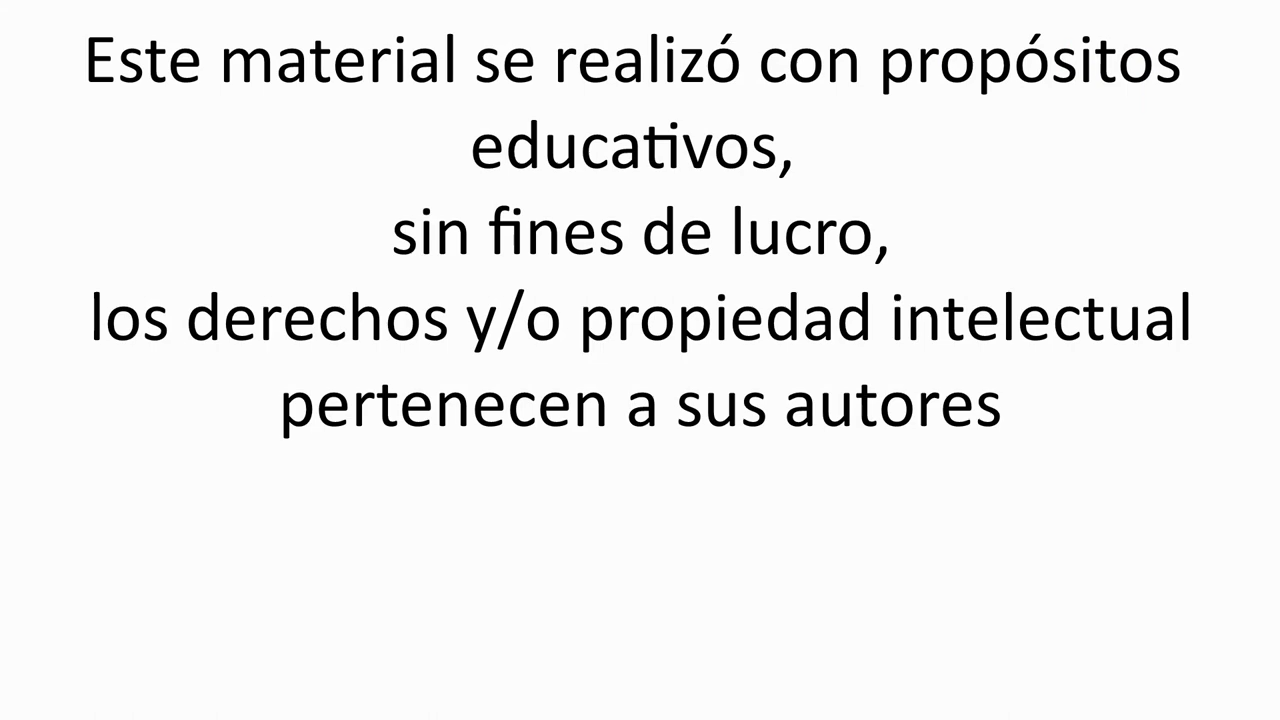 Este material se realizó con propósitos
educativos,
sin fines de lucro,
los derechos y/o propiedad intelectual
pertenecen a sus autores